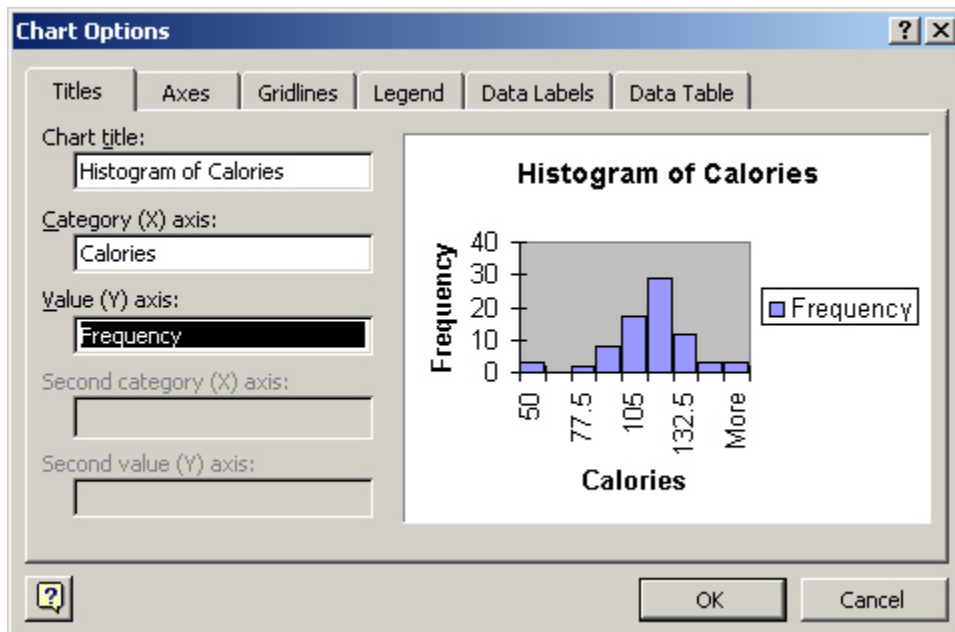 Chart Options
Titles Axes Gridlines Legend Data Labels Data Table
Chart title:
Histogram of Calories
Category (X) axis:
Calories
Value (Y) axis:
Frequency
Second category (X) axis:
Second value (Y) axis:
Histogram of Calories
Frequency
40
30
20
10
0
50 77.5 105 132.5 More
Calories
Frequency
OK Cancel